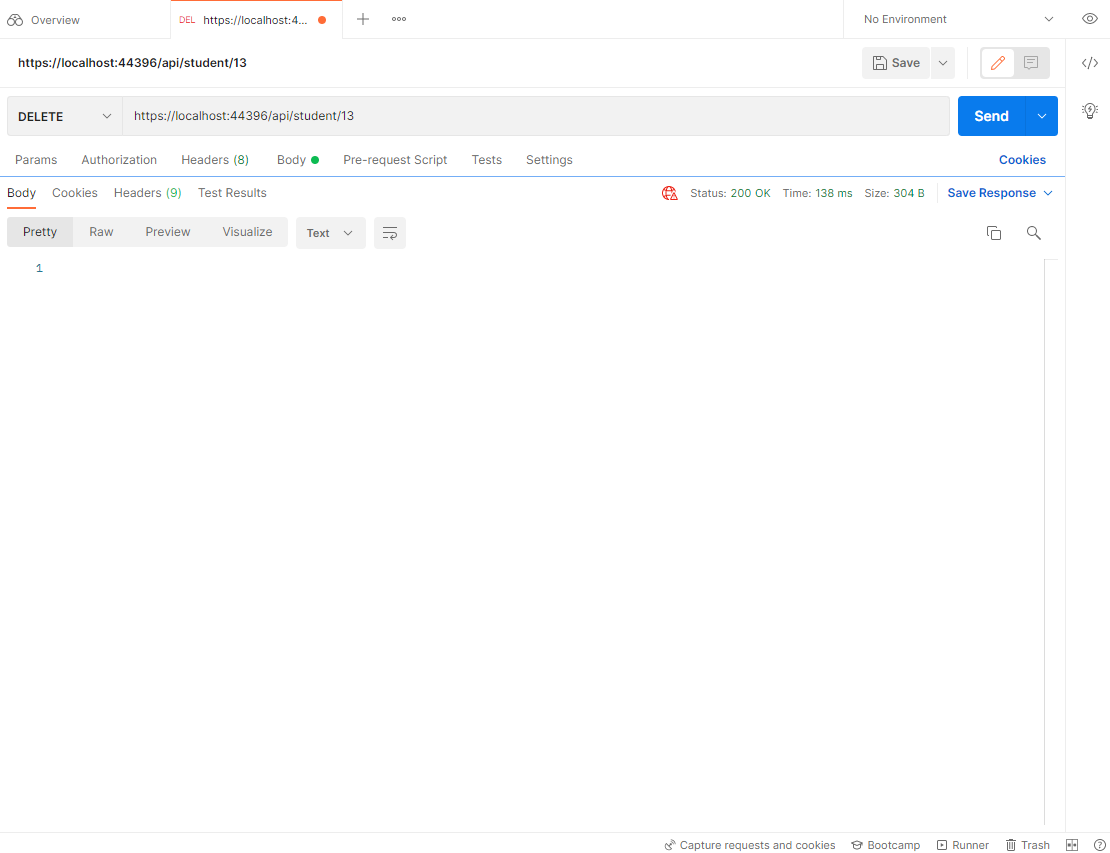 Overview
DEL https://localhost:4...
No Environment
https://localhost:44396/api/student/13
Save
DELETE
https://localhost:44396/api/student/13
Send
Params Authorization Headers (8) Body Pre-request Script Tests Settings Cookies
Body Cookies Headers (9) Test Results Status: 200 OK Time: 138 ms Size: 304 B Save Response
Pretty Raw Preview Visualize Text
1
Capture requests and cookies Bootcamp Runner Trash